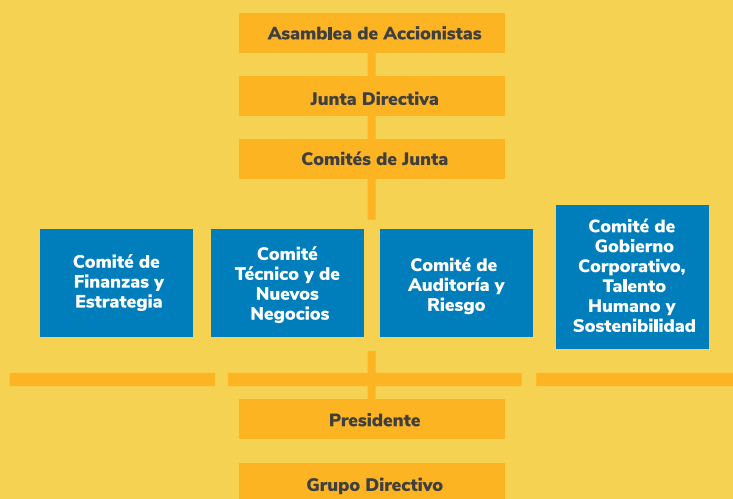 Asamblea de Accionistas
Junta Directiva
Comités de Junta
Comité de
Finanzas y
Estrategia
Comité
Técnico y de
Nuevos
Negocios
Comité de
Auditoría y
Riesgo
Comité de
Gobierno
Corporativo,
Talento
Humano y
Sostenibilidad
Presidente
Grupo Directivo